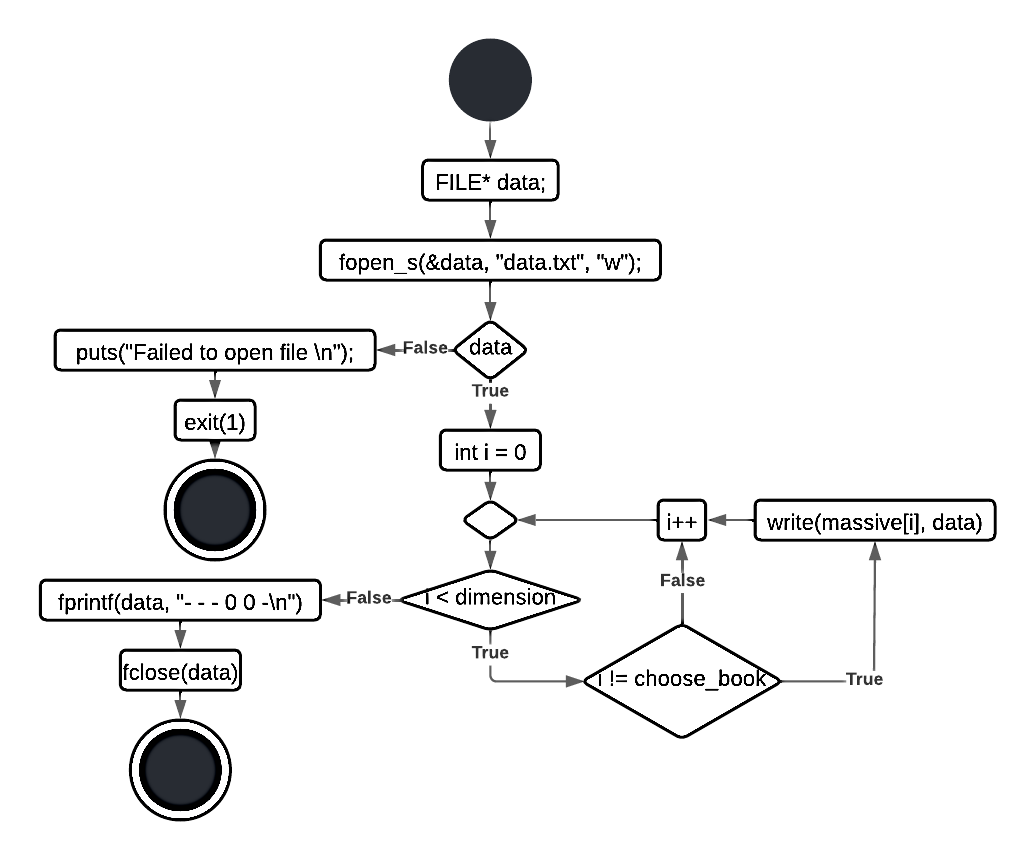 FILE* data;
fopen_s(&data, "data.txt", "w");
data
False
puts("Failed to open file \n");
True
exit(1)
int i = 0
i++
write(massive[i], data)
False
i < dimension
False
fprintf(data, "- - - 0 0 -\n")
True
i != choose_book
True
fclose(data)